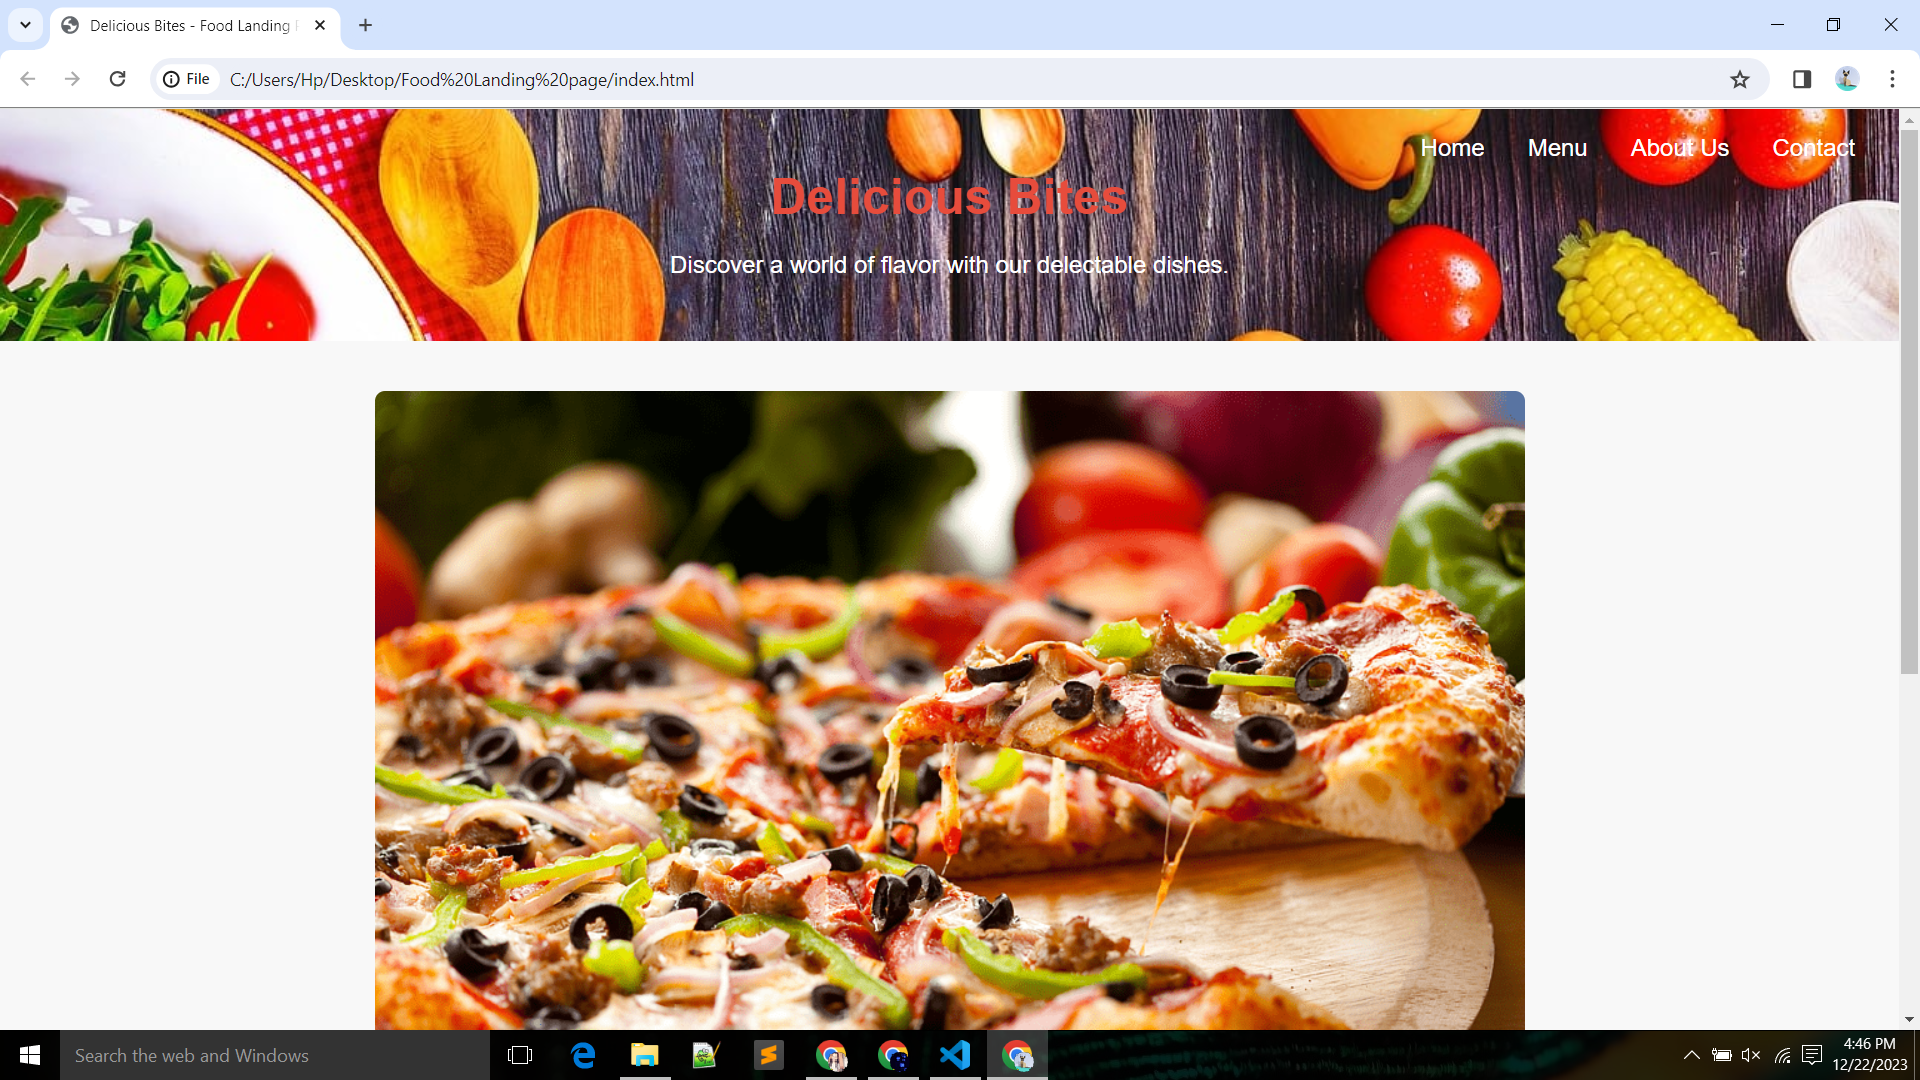 Delicious Bites - Food Landing
File
C:/Users/Hp/Desktop/Food%20Landing%20page/index.html
Home Menu About Us Contact
Delicious Bites
Discover a world of flavor with our delectable dishes.
Search the web and Windows
4:46 PM
12/22/2023